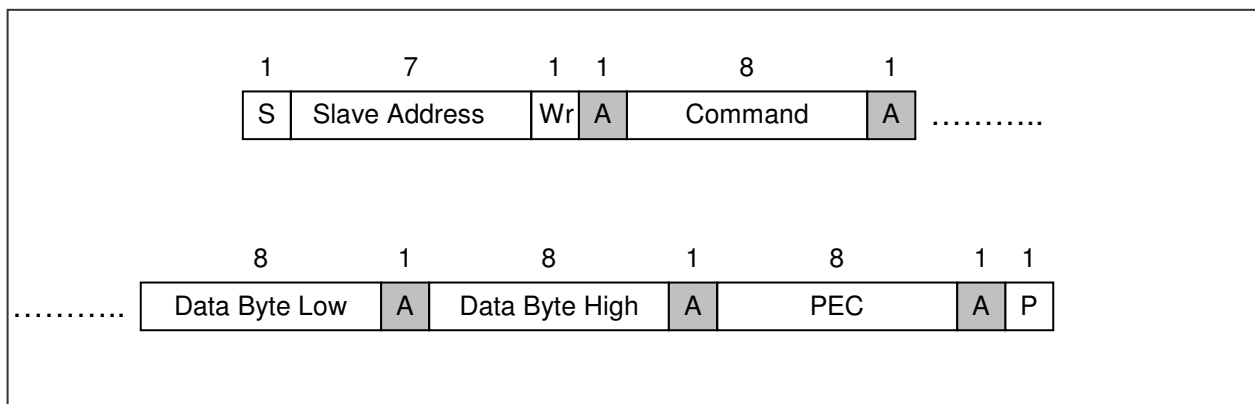 1 7 1 1 8 1
S Slave Address Wr A Command A ………..
8 1 8 1 8 1 1
……….. Data Byte Low A Data Byte High A PEC A P